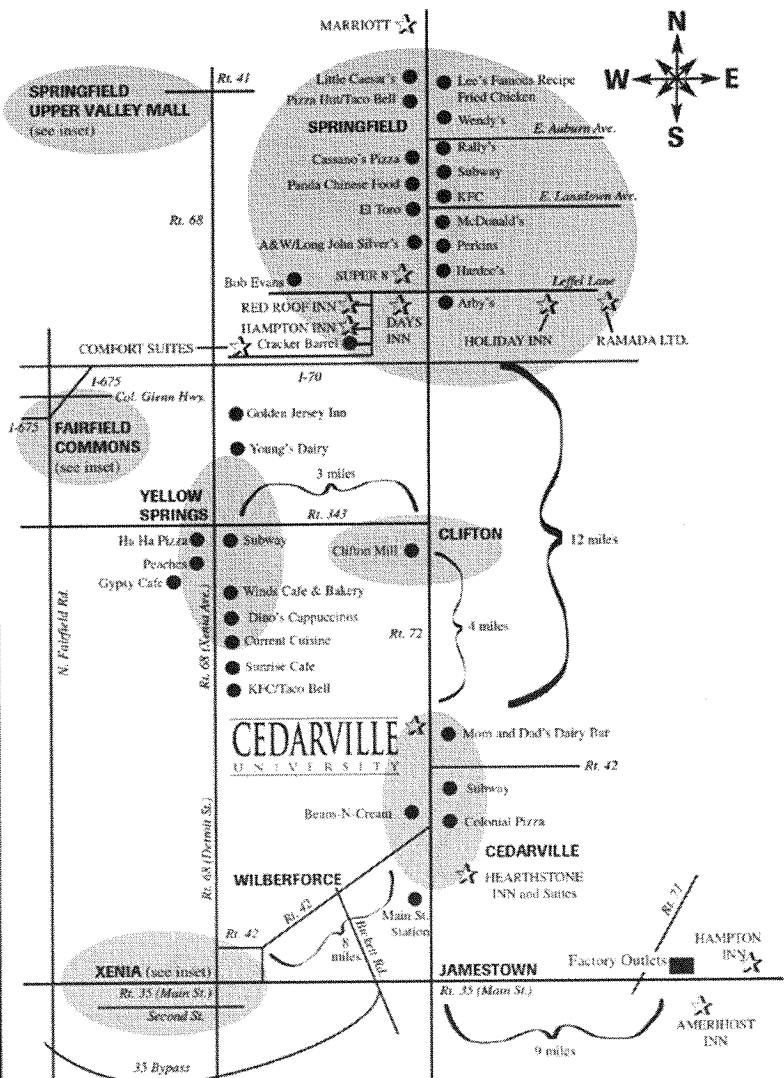 MARRIOTT
N
Rt. 41
Little Caesar's
Lee's Famous Recipe
Fried Chicken
W
E
SPRINGFIELD
UPPER VALLEY MALL
(see inset)
Pizza Hut/Taco Bell
Wendy's
SPRINGFIELD
E. Auburn Ave.
S
Rally's
Cassano's Pizza
Subway
Panda Chinese Food
KFC
E. Lansdown Ave.
Rt. 68
El Toro
McDonald's
A&W/Long John Silver's
Perkins
Bob Evans
SUPER 8
Hardee's
Leffel Lane
RED ROOF INN
Arby's
HAMPTON INN
DAYS
INN
HOLIDAY INN
RAMADA LTD.
COMFORT SUITES
Cracker Barrel
I-70
I-675
Col. Glenn Hwy.
I-675
FAIRFIELD
COMMONS
(see inset)
Golden Jersey Inn
Young's Dairy
3 miles
YELLOW
SPRINGS
Rt. 343
CLIFTON
Ha Ha Pizza
Subway
Clifton Mill
12 miles
Peaches
Gypsy Cafe
Winds Cafe & Bakery
Dino's Cappuccinos
Current Cuisine
Rt. 72
4 miles
N. Fairfield Rd.
Rt. 68 (Xenia Ave.)
Sunrise Cafe
KFC/Taco Bell
CEDARVILLE
UNIVERSITY
Mom and Dad's Dairy Bar
Rt. 42
Subway
Beans-N-Cream
Colonial Pizza
CEDARVILLE
Rt. 68 (Detroit St.)
WILBERFORCE
HEARTHSTONE
INN and Suites
Rt. 42
Rt. 42
Main St.
Station
8
miles
Bickett Rd.
Rt. 71
HAMPTON
INN
XENIA (see inset)
JAMESTOWN
Factory Outlets
Rt. 35 (Main St.)
Rt. 35 (Main St.)
Second St.
AMERIHOST
INN
9 miles
35 Bypass